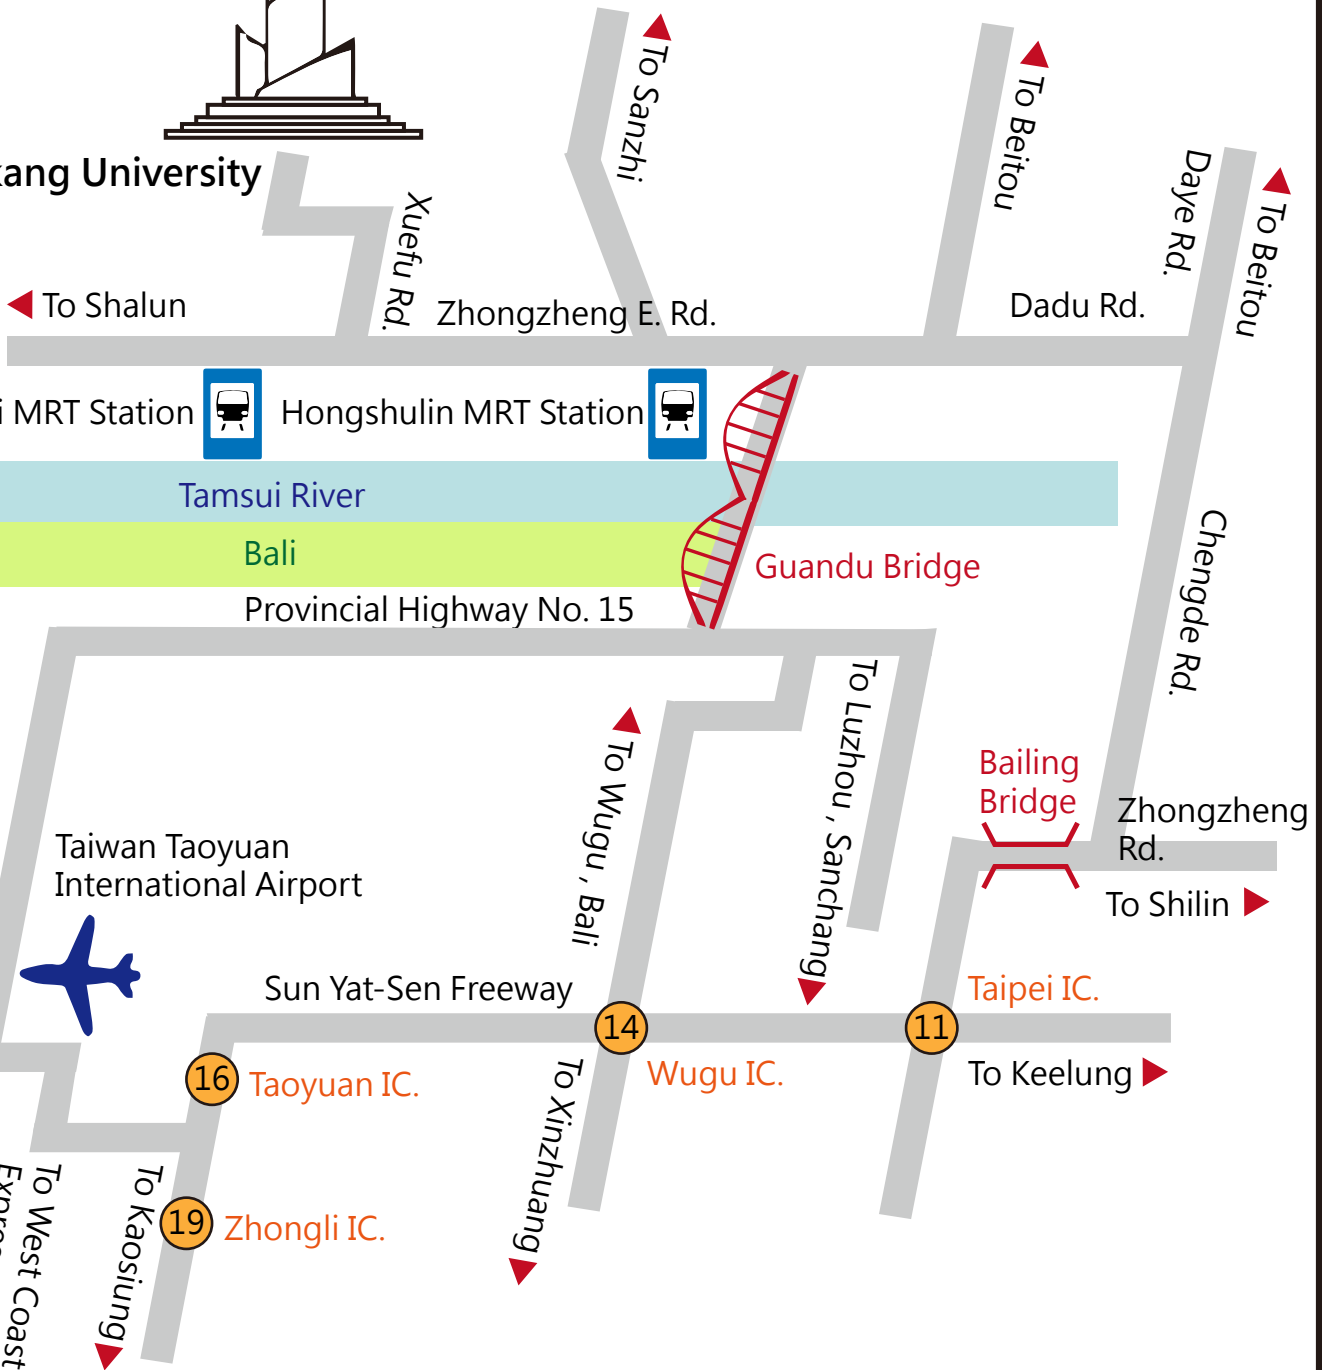 kang University
To Sanzhi
To Beitou
Daye Rd.
To Beitou
Xuefu Rd.
To Shalun
Zhongzheng E. Rd.
Dadu Rd.
i MRT Station
Hongshulin MRT Station
Tamsui River
Bali
Guandu Bridge
Chengde Rd.
Provincial Highway No. 15
To Luzhou , Sanchang
To Wugu , Bali
Bailing
Bridge
Zhongzheng
Rd.
To Shilin
Taiwan Taoyuan
International Airport
Sun Yat-Sen Freeway
Taipei IC.
14
11
Wugu IC.
To Keelung
16
Taoyuan IC.
To Xinzhuang
19
Zhongli IC.
To Kaosiung
To West Coast